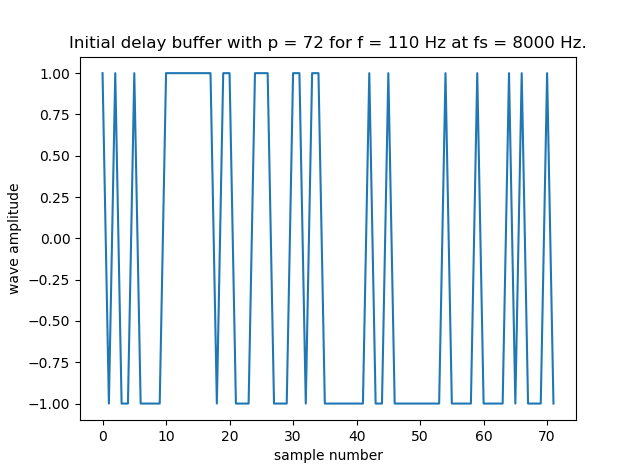 Initial delay buffer with p = 72 for f = 110 Hz at fs = 8000 Hz.
1.00
0.75
0.50
0.25
0.00
−0.25
−0.50
−0.75
−1.00
wave amplitude
0 10 20 30 40 50 60 70
sample number